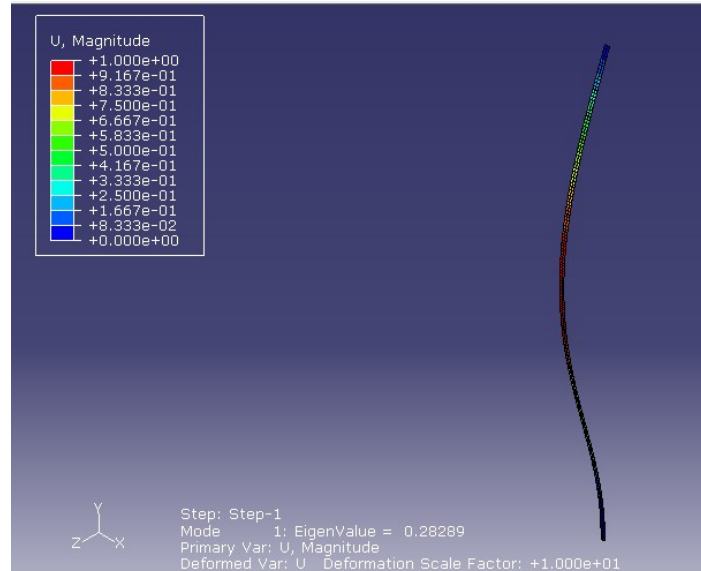 U, Magnitude
+1.000e+00
+9.167e-01
+8.333e-01
+7.500e-01
+6.667e-01
+5.833e-01
+5.000e-01
+4.167e-01
+3.333e-01
+2.500e-01
+1.667e-01
+8.333e-02
+0.000e+00
Y
Z X
Step: Step-1
Mode 1: EigenValue = 0.28289
Primary Var: U, Magnitude
Deformed Var: U Deformation Scale Factor: +1.000e+01